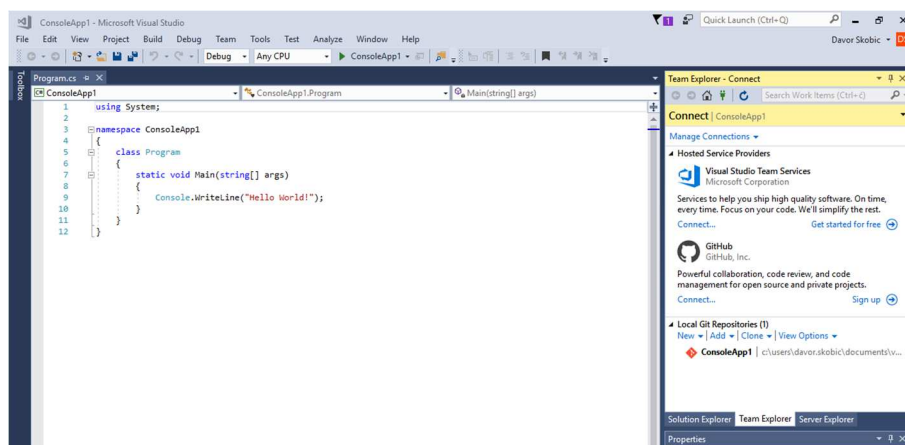 ConsoleApp1 - Microsoft Visual Studio
1
Quick Launch (Ctrl+Q)
File Edit View Project Build Debug Team Tools Test Analyze Window Help
Davor Skobic
Debug Any CPU ConsoleApp1
Toolbox
Program.cs
ConsoleApp1 ConsoleApp1.Program Main(string[] args)
1 using System;
2
3 namespace ConsoleApp1
4 {
5 class Program
6 {
7 static void Main(string[] args)
8 {
9 Console.WriteLine("Hello World!");
10 }
11 }
12 }
Team Explorer - Connect
Search Work Items (Ctrl+č)
Connect | ConsoleApp1
Manage Connections
Hosted Service Providers
Visual Studio Team Services
Microsoft Corporation
Services to help you ship high quality software. On time,
every time. Focus on your code. We'll simplify the rest.
Connect... Get started for free
GitHub
GitHub, Inc.
Powerful collaboration, code review, and code
management for open source and private projects.
Connect... Sign up
Local Git Repositories (1)
New | Add | Clone | View Options
ConsoleApp1 | c:\users\davor.skobic\documents\v...
Solution Explorer Team Explorer Server Explorer
Properties